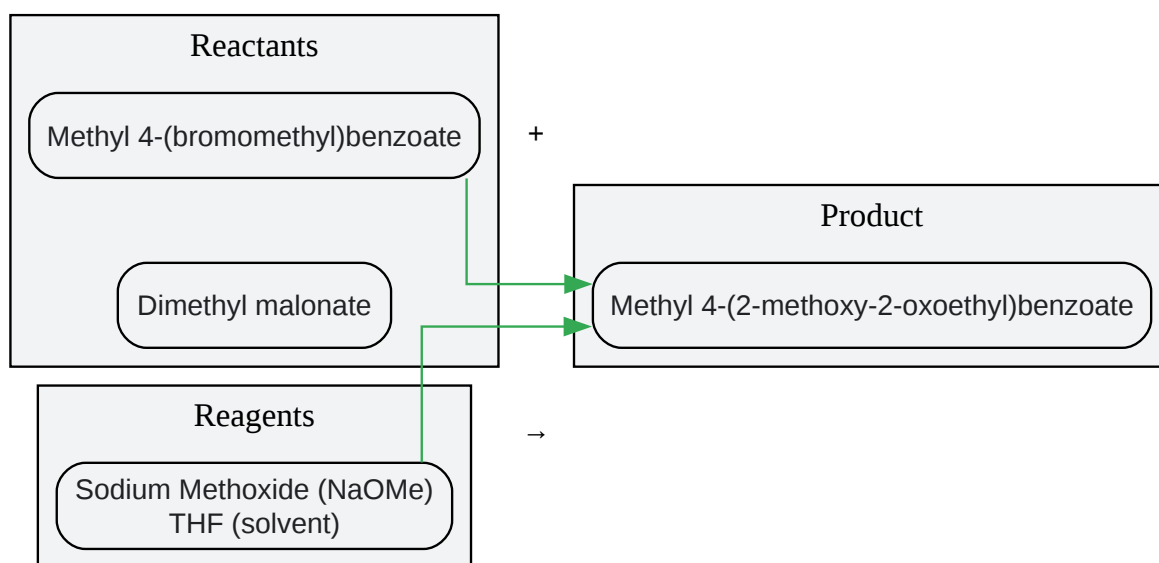 Reactants
Methyl 4-(bromomethyl)benzoate
+
Dimethyl malonate
Product
Methyl 4-(2-methoxy-2-oxoethyl)benzoate
Reagents
→
Sodium Methoxide (NaOMe)
THF (solvent)